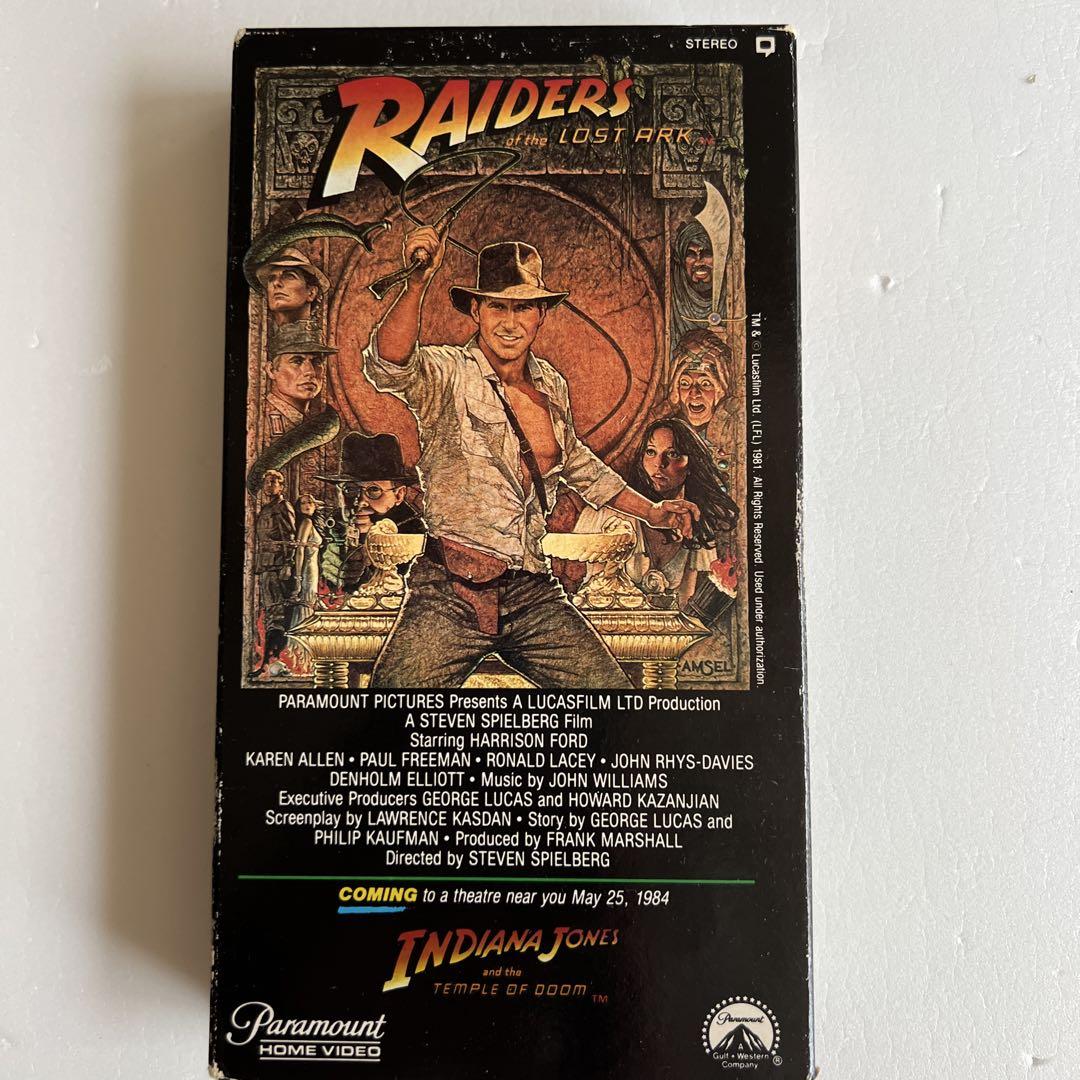 STEREO
RAIDERS
of the LOST ARK TM
TM & © Lucasfilm Ltd. (LFL) 1981. All Rights Reserved. Used under authorization.
AMSEL
PARAMOUNT PICTURES Presents A LUCASFILM LTD Production
A STEVEN SPIELBERG Film
Starring HARRISON FORD
KAREN ALLEN • PAUL FREEMAN • RONALD LACEY • JOHN RHYS-DAVIES
DENHOLM ELLIOTT • Music by JOHN WILLIAMS
Executive Producers GEORGE LUCAS and HOWARD KAZANJIAN
Screenplay by LAWRENCE KASDAN • Story by GEORGE LUCAS and
PHILIP KAUFMAN • Produced by FRANK MARSHALL
Directed by STEVEN SPIELBERG
COMING to a theatre near you May 25, 1984
INDIANA JONES
and the
TEMPLE OF DOOM TM
Paramount
HOME VIDEO
Paramount
A
Gulf + Western
Company ®